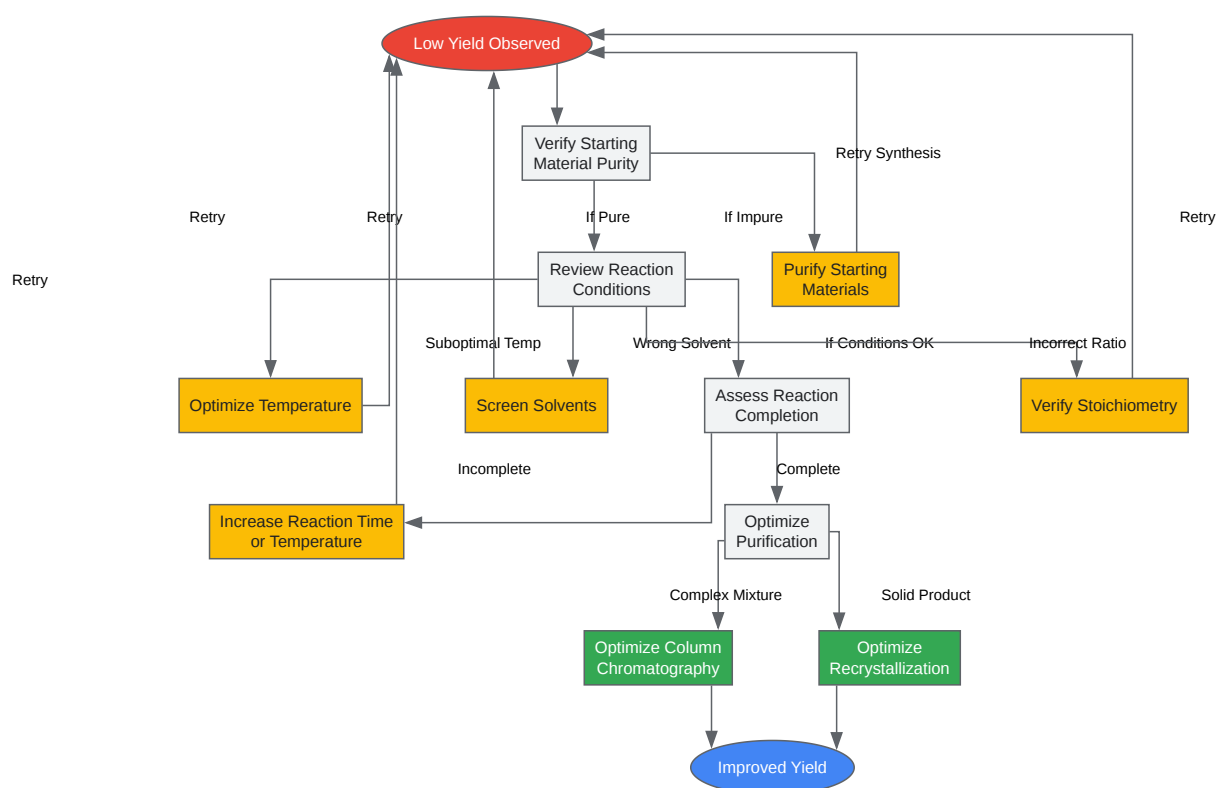 Low Yield Observed
Verify Starting
Material Purity
Retry Synthesis
Retry
Retry
If Pure
If Impure
Retry
Review Reaction
Conditions
Purify Starting
Materials
Retry
Suboptimal Temp
Wrong Solvent
If Conditions OK
Incorrect Ratio
Optimize Temperature
Screen Solvents
Assess Reaction
Completion
Verify Stoichiometry
Incomplete
Complete
Increase Reaction Time
or Temperature
Optimize
Purification
Complex Mixture
Solid Product
Optimize Column
Chromatography
Optimize
Recrystallization
Improved Yield